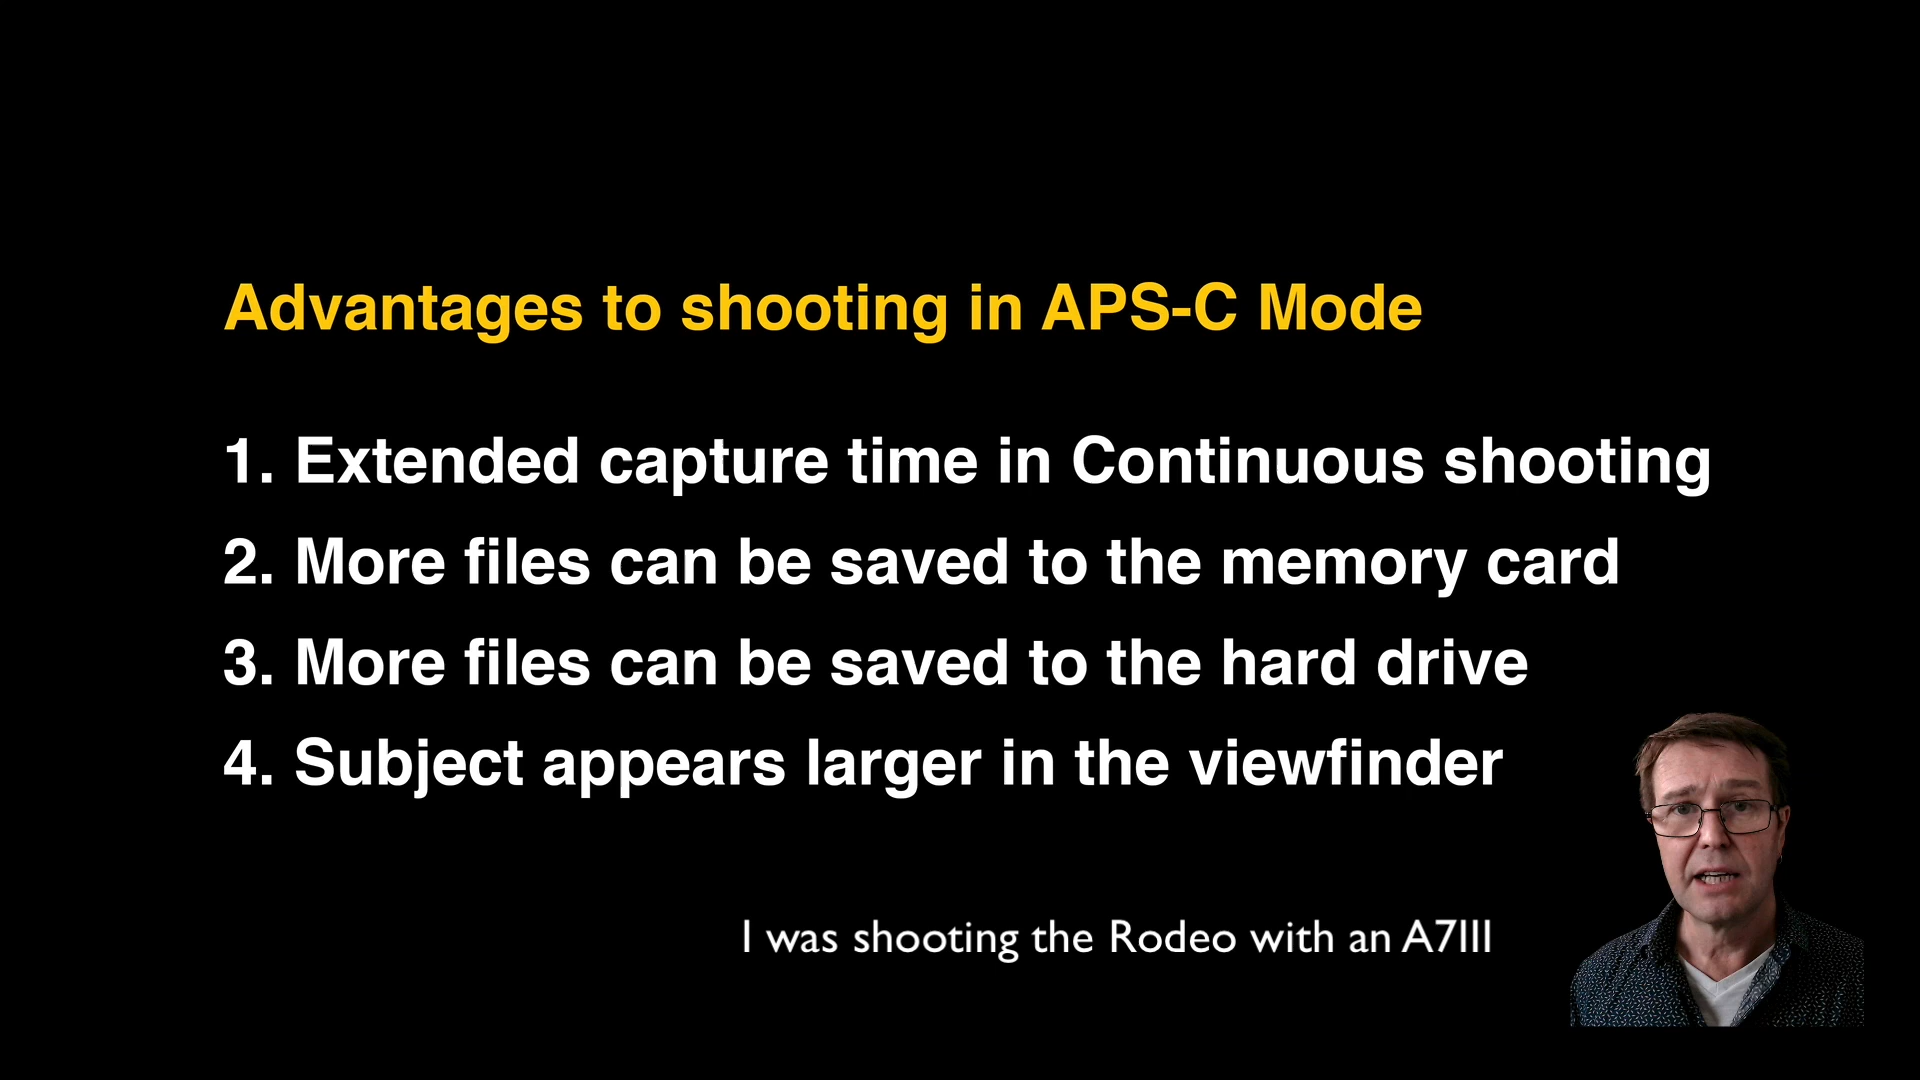 Advantages to shooting in APS-C Mode
1. Extended capture time in Continuous shooting
2. More files can be saved to the memory card
3. More files can be saved to the hard drive
4. Subject appears larger in the viewfinder
I was shooting the Rodeo with an A7III